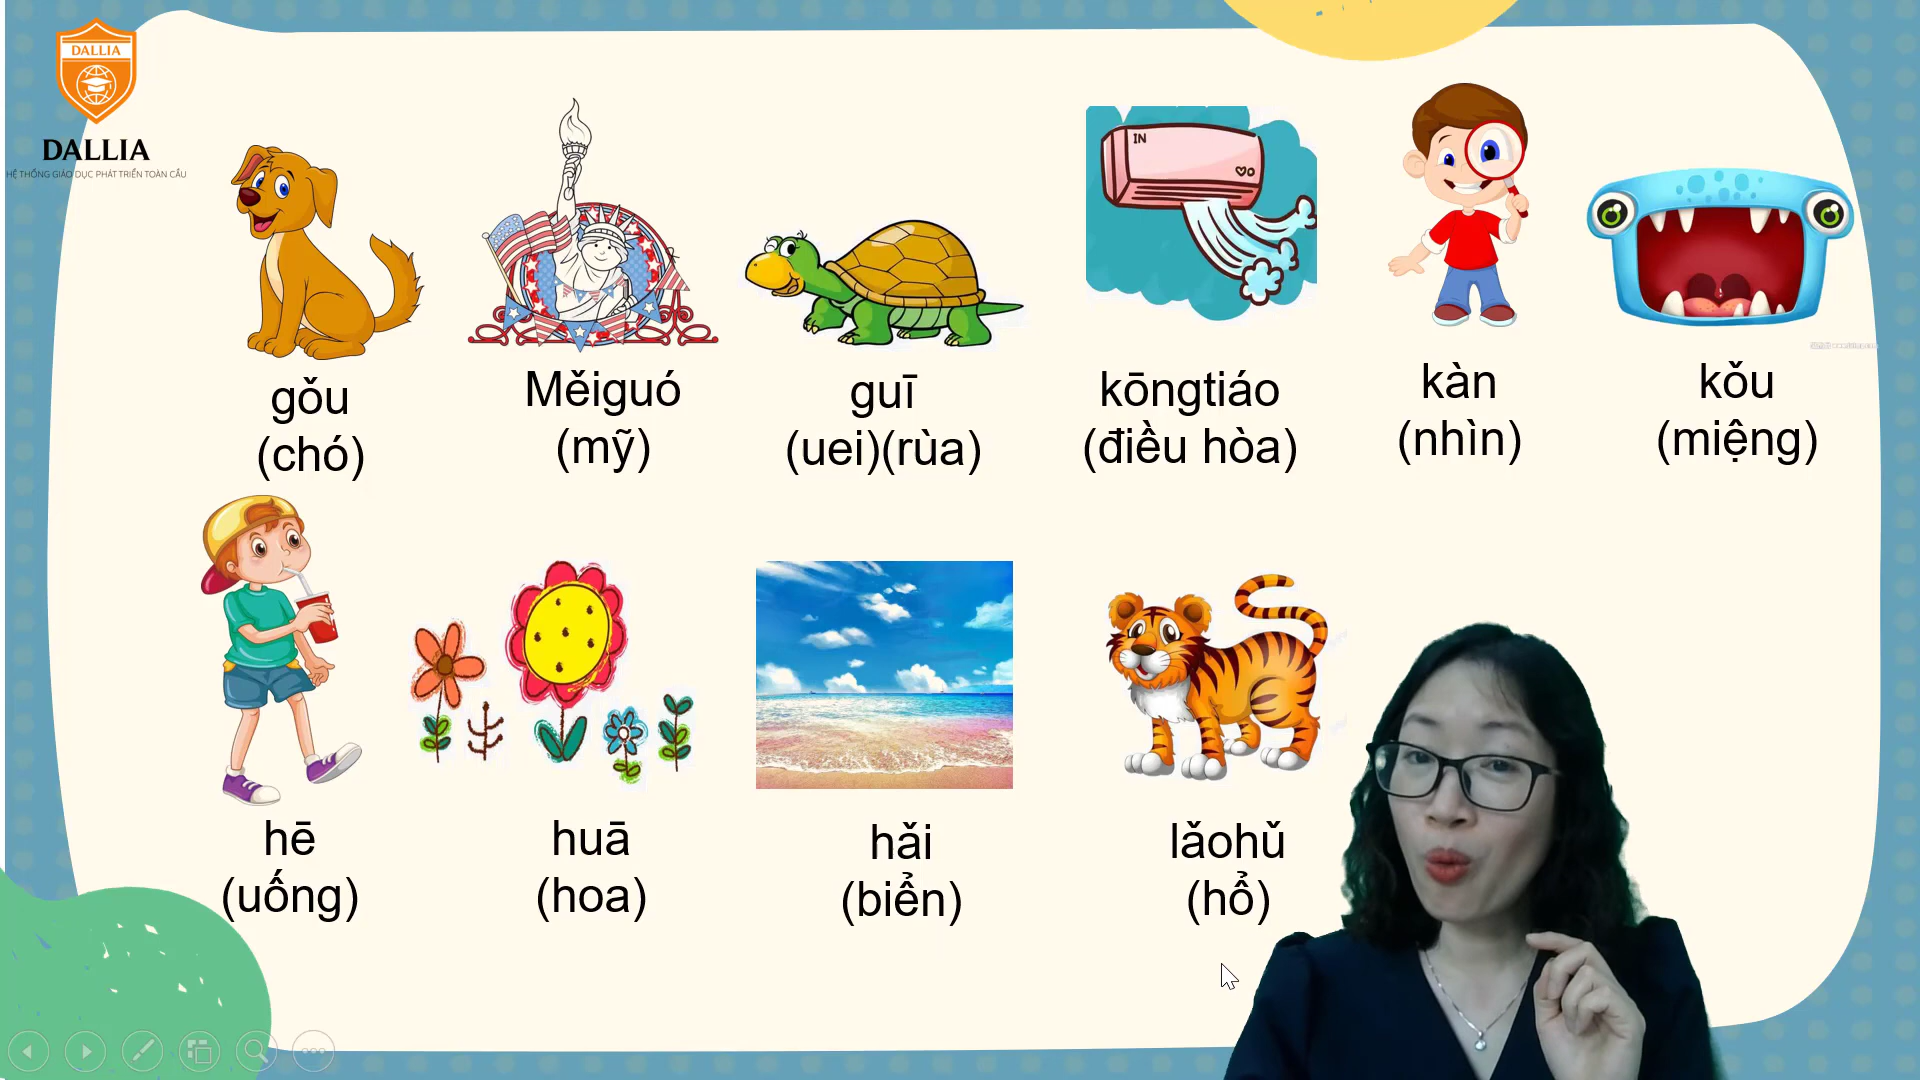 DALLIA
DALLIA
HỆ THỐNG GIÁO DỤC PHÁT TRIỂN TOÀN CẦU
IN
gǒu
(chó)
Měiguó
(mỹ)
guī
(uei)(rùa)
kōngtiáo
(điều hòa)
kàn
(nhìn)
kǒu
(miệng)
hē
(uống)
huā
(hoa)
hǎi
(biển)
lǎohǔ
(hổ)